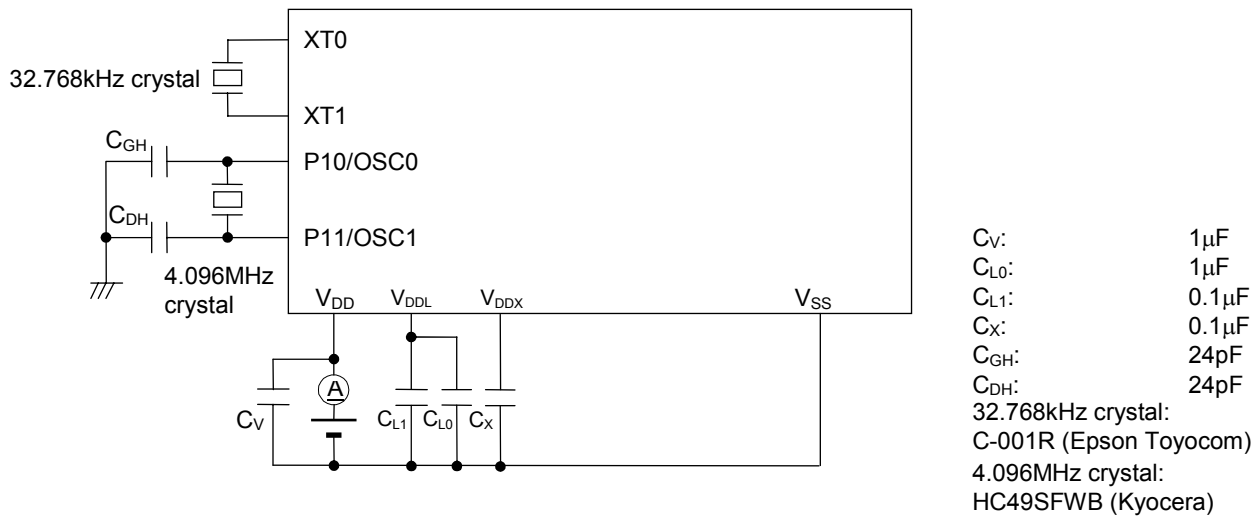 XT0
32.768kHz crystal
XT1
CGH
P10/OSC0
CDH
P11/OSC1
4.096MHz
crystal
VDD
VDDL
VDDX
VSS
A
CV
CL1
CL0
CX
CV: 1μF
CL0: 1μF
CL1: 0.1μF
CX: 0.1μF
CGH: 24pF
CDH: 24pF
32.768kHz crystal:
C-001R (Epson Toyocom)
4.096MHz crystal:
HC49SFWB (Kyocera)